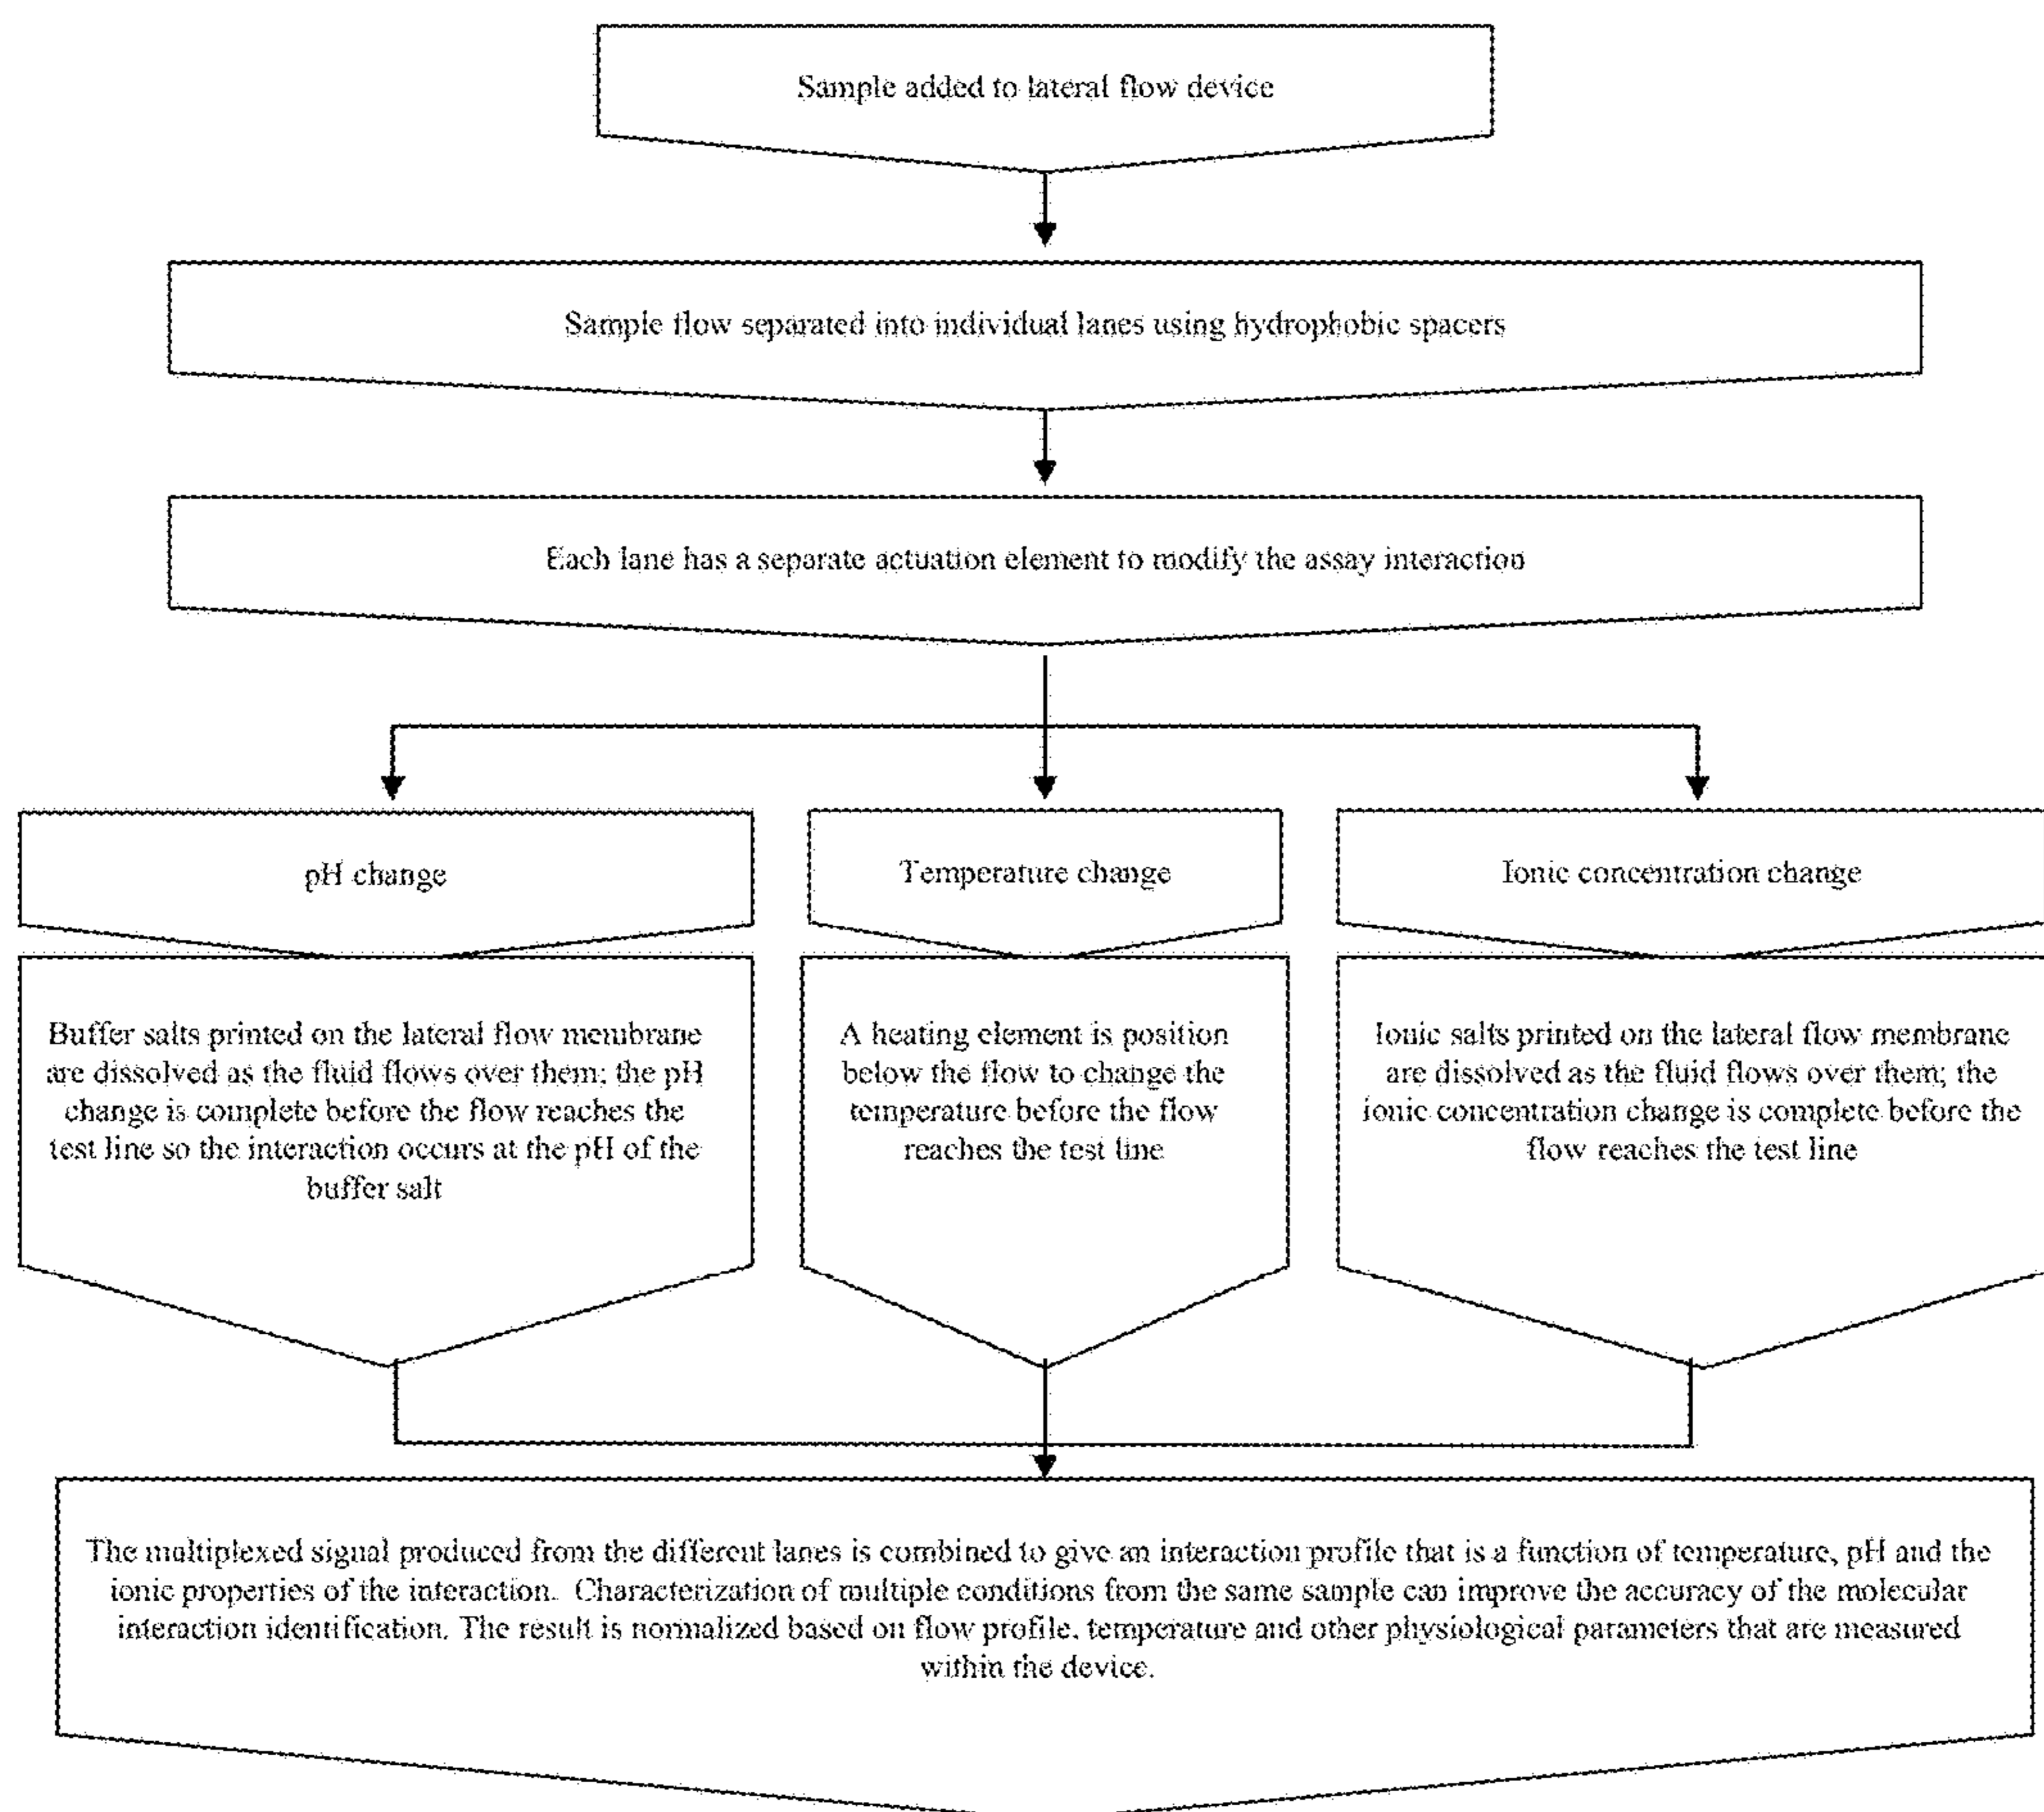 Sample added to lateral flow device
Sample flow separated into individual lanes using hydrophobic spacers
Each lane has a separate actuation element to modify the assay interaction
pH change
Buffer salts printed on the lateral flow membrane
are dissolved as the fluid flows over them; the pH
change is complete before the flow reaches the
test line so the interaction occurs at the pH of the
buffer salt
Temperature change
A heating element is position
below the flow to change the
temperature before the flow
reaches the test line
Ionic concentration change
Ionic salts printed on the lateral flow membrane
are dissolved as the fluid flows over them; the
ionic concentration change is complete before the
flow reaches the test line
The multiplexed signal produced from the different lanes is combined to give an interaction profile that is a function of temperature, pH and the
ionic properties of the interaction. Characterization of multiple conditions from the same sample can improve the accuracy of the molecular
interaction identification. The result is normalized based on flow profile, temperature and other physiological parameters that are measured
within the device.